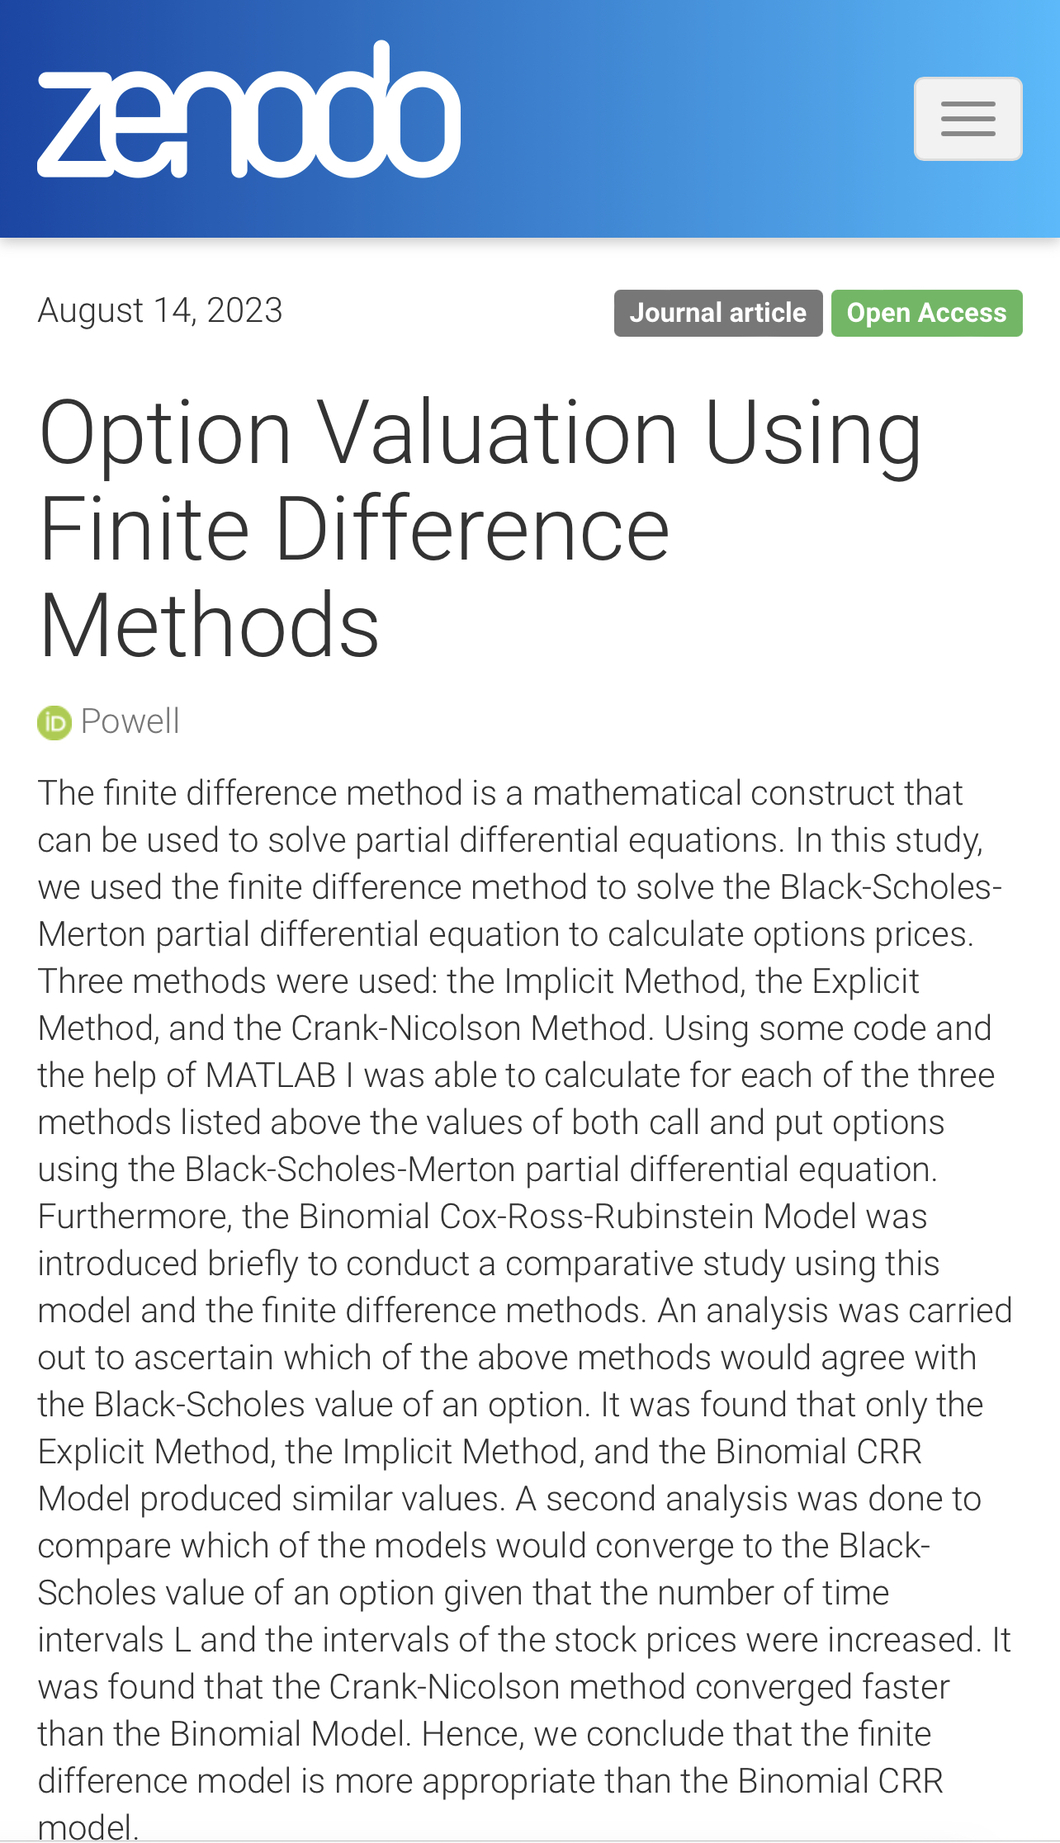 zenodo
August 14, 2023
Journal article
Open Access
Option Valuation Using
Finite Difference
Methods
iD Powell
The finite difference method is a mathematical construct that
can be used to solve partial differential equations. In this study,
we used the finite difference method to solve the Black-Scholes-
Merton partial differential equation to calculate options prices.
Three methods were used: the Implicit Method, the Explicit
Method, and the Crank-Nicolson Method. Using some code and
the help of MATLAB I was able to calculate for each of the three
methods listed above the values of both call and put options
using the Black-Scholes-Merton partial differential equation.
Furthermore, the Binomial Cox-Ross-Rubinstein Model was
introduced briefly to conduct a comparative study using this
model and the finite difference methods. An analysis was carried
out to ascertain which of the above methods would agree with
the Black-Scholes value of an option. It was found that only the
Explicit Method, the Implicit Method, and the Binomial CRR
Model produced similar values. A second analysis was done to
compare which of the models would converge to the Black-
Scholes value of an option given that the number of time
intervals L and the intervals of the stock prices were increased. It
was found that the Crank-Nicolson method converged faster
than the Binomial Model. Hence, we conclude that the finite
difference model is more appropriate than the Binomial CRR
model.